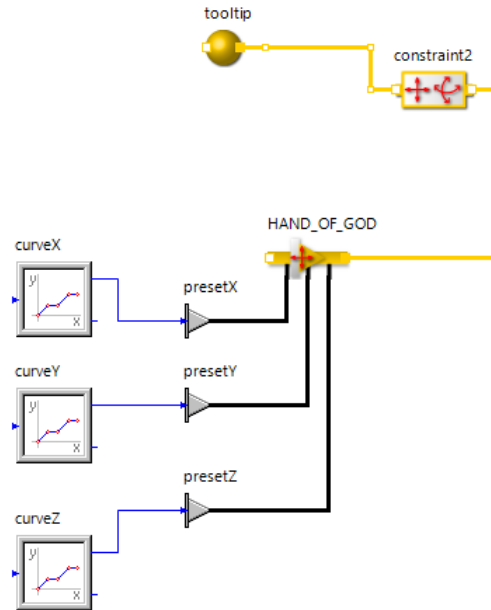 tooltip
constraint2
HAND_OF_GOD
curveX
y
x
presetX
curveY
y
x
presetY
curveZ
y
x
presetZ